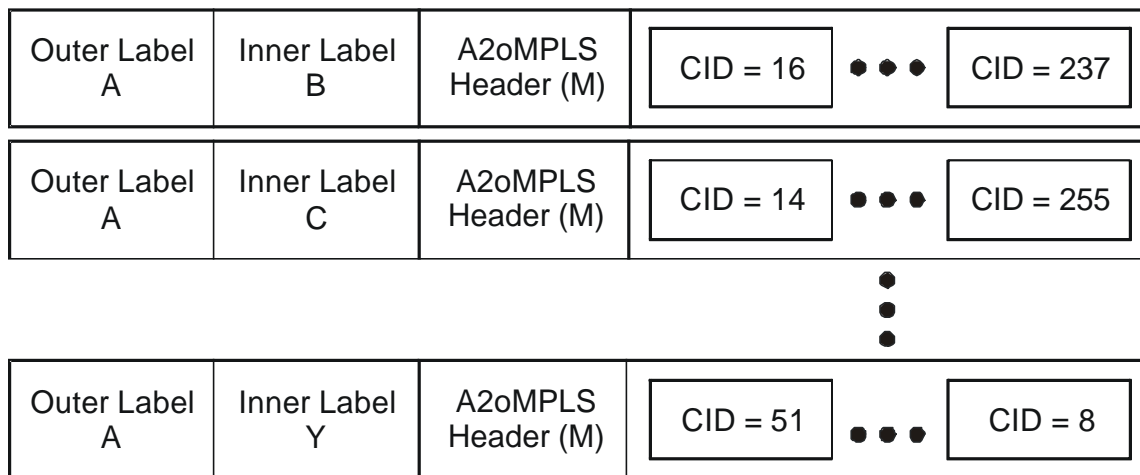 Outer Label
A
Inner Label
B
A2oMPLS
Header (M)
CID = 16
CID = 237
Outer Label
A
Inner Label
C
A2oMPLS
Header (M)
CID = 14
CID = 255
Outer Label
A
Inner Label
Y
A2oMPLS
Header (M)
CID = 51
CID = 8